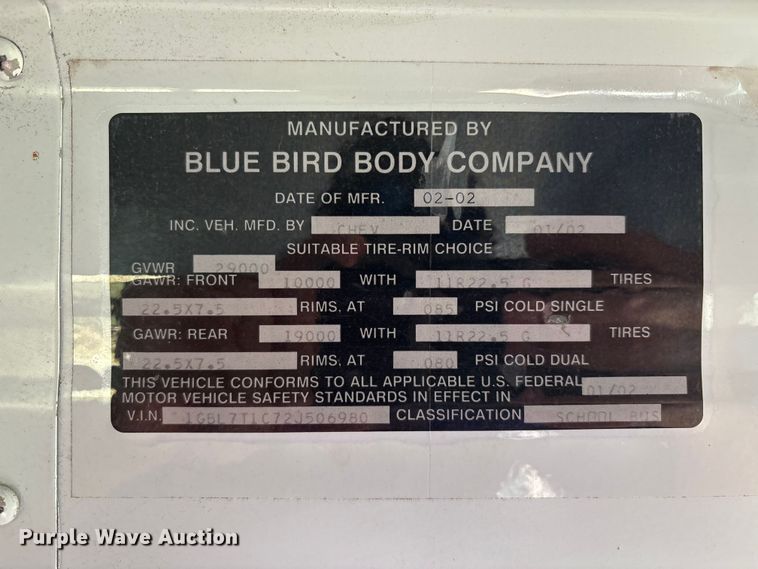 MANUFACTURED BY
BLUE BIRD BODY COMPANY
DATE OF MFR. 02-02
INC. VEH. MFD. BY CHEV DATE 01/02
SUITABLE TIRE-RIM CHOICE
GVWR 29000
GAWR: FRONT 10000 WITH 11R22.5 G TIRES
22.5X7.5 RIMS, AT 085 PSI COLD SINGLE
GAWR: REAR 19000 WITH 11R22.5 G TIRES
22.5X7.5 RIMS, AT 080 PSI COLD DUAL
THIS VEHICLE CONFORMS TO ALL APPLICABLE U.S. FEDERAL
MOTOR VEHICLE SAFETY STANDARDS IN EFFECT IN 01/02
V.I.N. 1GBL7T1C72J506980 CLASSIFICATION SCHOOL BUS
Purple Wave Auction